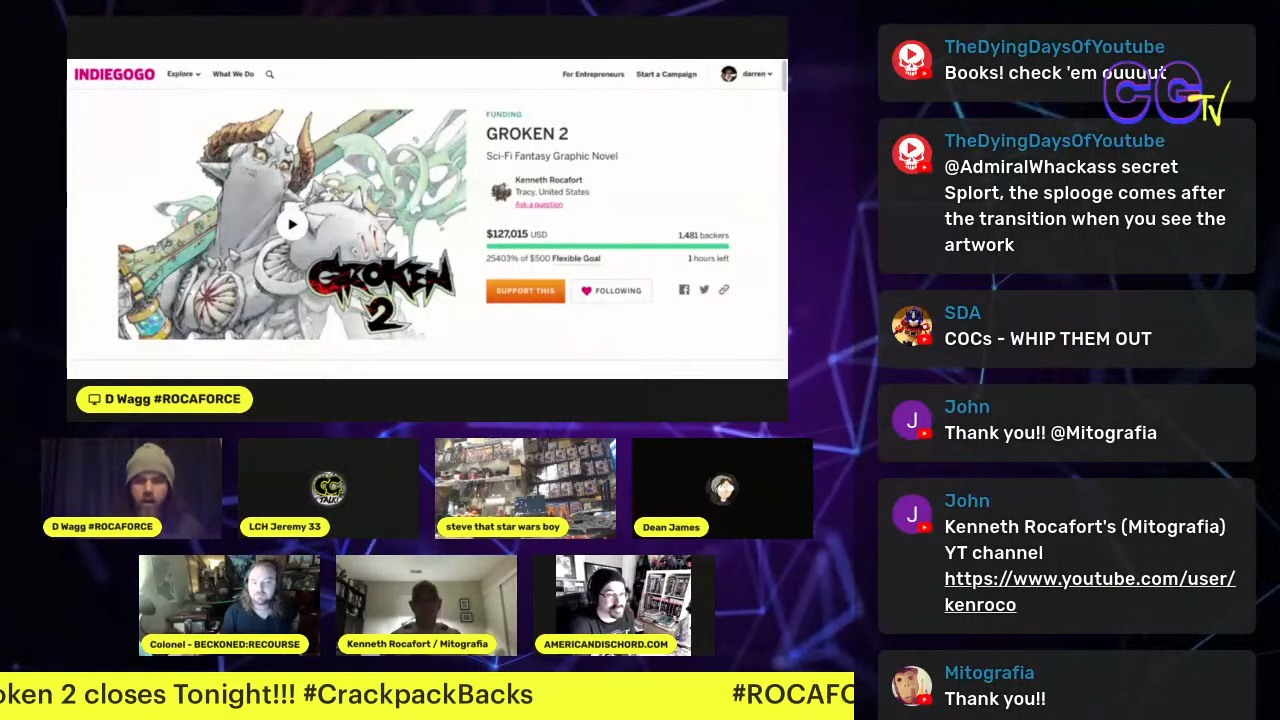 INDIEGOGO
Explore
What We Do
For Entrepreneurs
Start a Campaign
darren
FUNDING
GROKEN 2
Sci-Fi Fantasy Graphic Novel
Kenneth Rocafort
Tracy, United States
Ask a question
$127,015 USD
1,481 backers
25403% of $500 Flexible Goal
1 hours left
SUPPORT THIS
FOLLOWING
GROKEN
2
D Wagg #ROCAFORCE
D Wagg #ROCAFORCE
CG
TALK!
LCH Jeremy 33
steve that star wars boy
Dean James
Colonel - BECKONED:RECOURSE
Kenneth Rocafort / Mitografia
AMERICANDISCHORD.COM
oken 2 closes Tonight!!! #CrackpackBacks
#ROCAFO
TheDyingDaysOfYoutube
Books! check 'em ouuuut
CG TV
TheDyingDaysOfYoutube
@AdmiralWhackass secret
Splort, the splooge comes after
the transition when you see the
artwork
SDA
COCs - WHIP THEM OUT
J
John
Thank you!! @Mitografia
J
John
Kenneth Rocafort's (Mitografia)
YT channel
https://www.youtube.com/user/
kenroco
Mitografia
Thank you!!